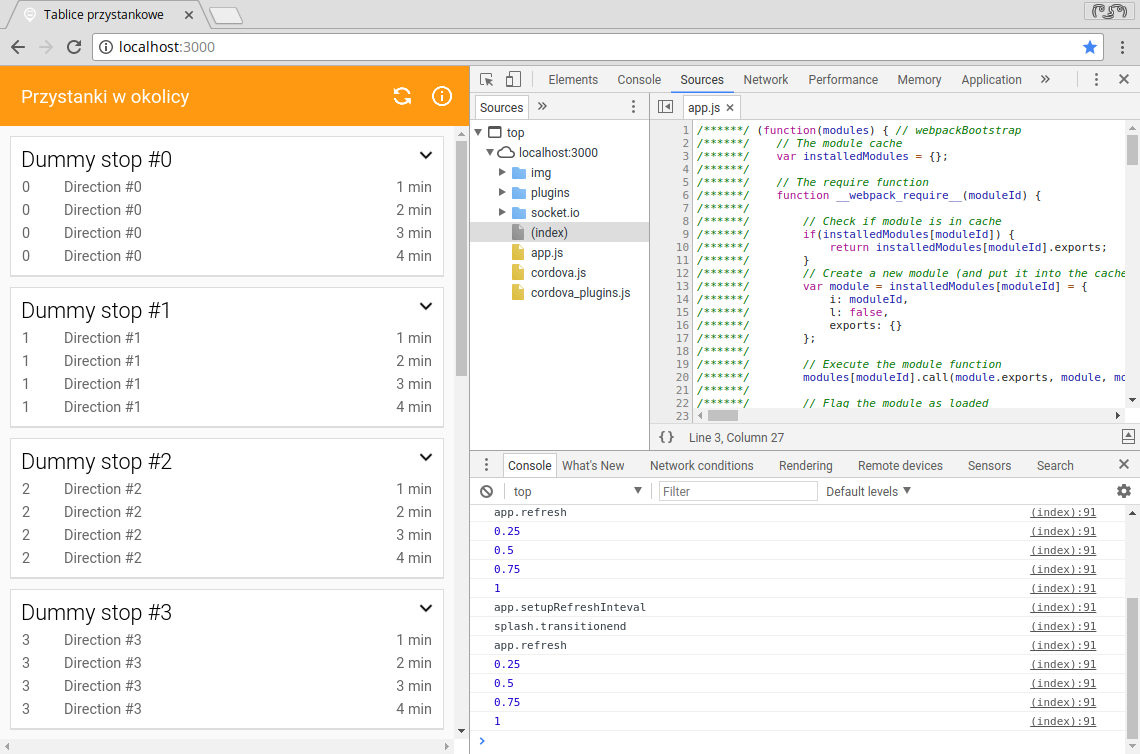 Tablice przystankowe
localhost:3000
Przystanki w okolicy
Dummy stop #0
0 Direction #0 1 min
0 Direction #0 2 min
0 Direction #0 3 min
0 Direction #0 4 min
Dummy stop #1
1 Direction #1 1 min
1 Direction #1 2 min
1 Direction #1 3 min
1 Direction #1 4 min
Dummy stop #2
2 Direction #2 1 min
2 Direction #2 2 min
2 Direction #2 3 min
2 Direction #2 4 min
Dummy stop #3
3 Direction #3 1 min
3 Direction #3 2 min
3 Direction #3 3 min
3 Direction #3 4 min
Elements Console Sources Network Performance Memory Application »
Sources »
top
localhost:3000
img
plugins
socket.io
(index)
app.js
cordova.js
cordova_plugins.js
app.js ×
1 /******/ (function(modules) { // webpackBootstrap
2 /******/ // The module cache
3 /******/ var installedModules = {};
4 /******/
5 /******/ // The require function
6 /******/ function __webpack_require__(moduleId) {
7 /******/
8 /******/ // Check if module is in cache
9 /******/ if(installedModules[moduleId]) {
10 /******/ return installedModules[moduleId].exports;
11 /******/ }
12 /******/ // Create a new module (and put it into the cache
13 /******/ var module = installedModules[moduleId] = {
14 /******/ i: moduleId,
15 /******/ l: false,
16 /******/ exports: {}
17 /******/ };
18 /******/
19 /******/ // Execute the module function
20 /******/ modules[moduleId].call(module.exports, module, mo
21 /******/
22 /******/ // Flag the module as loaded
23
{} Line 3, Column 27
Console What's New Network conditions Rendering Remote devices Sensors Search
top Filter Default levels
app.refresh (index):91
0.25 (index):91
0.5 (index):91
0.75 (index):91
1 (index):91
app.setupRefreshInteval (index):91
splash.transitionend (index):91
app.refresh (index):91
0.25 (index):91
0.5 (index):91
0.75 (index):91
1 (index):91
>